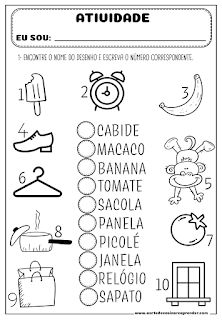 ATIVIDADE
EU SOU:
1- ENCONTRE O NOME DO DESENHO E ESCREVA O NÚMERO CORRESPONDENTE.
1
2
3
4
5
6
7
8
9
10
CABIDE
MACACO
BANANA
TOMATE
SACOLA
PANELA
PICOLÉ
JANELA
RELÓGIO
SAPATO
www.aartedeensinareaprender.com